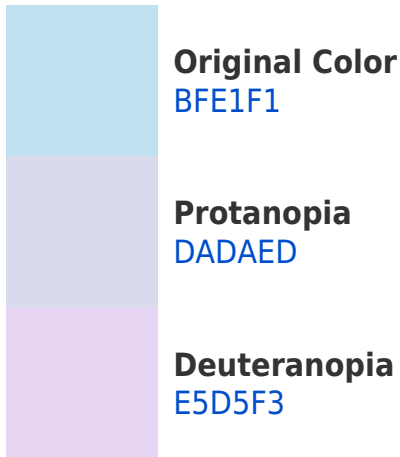 Original Color
BFE1F1
Protanopia
DADAED
Deuteranopia
E5D5F3